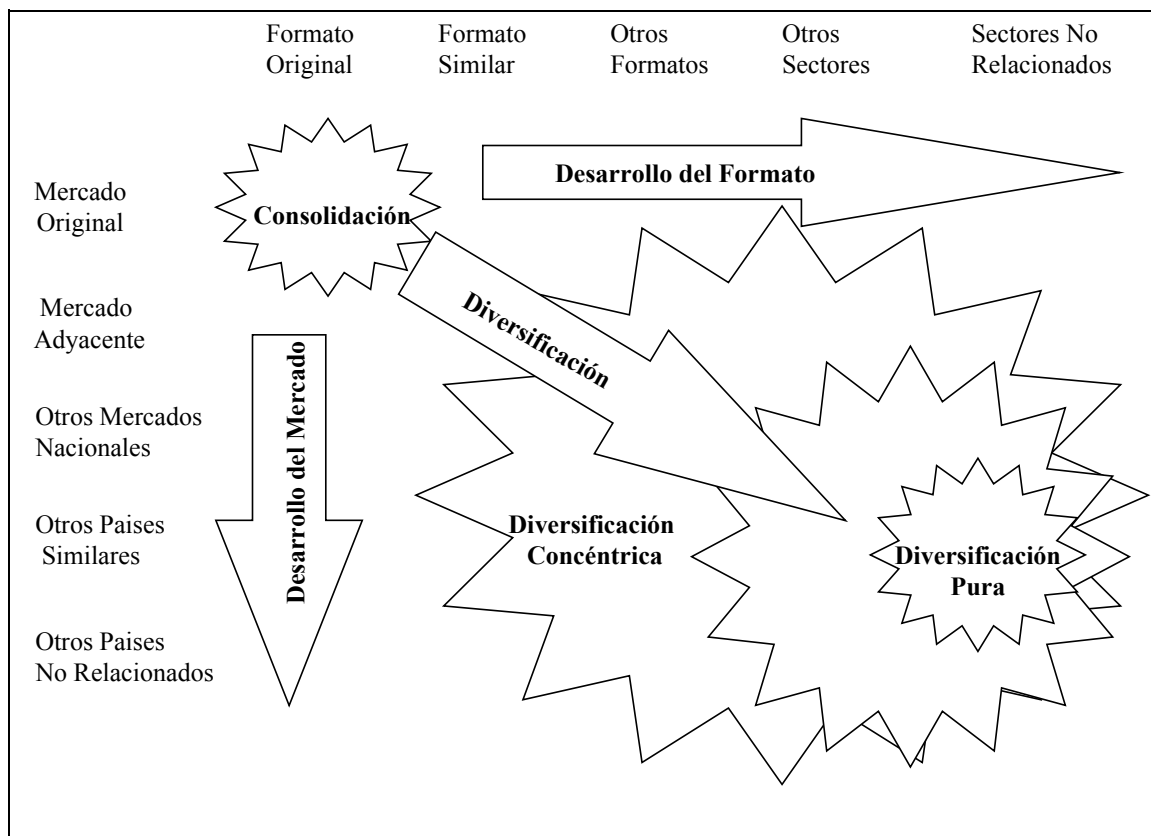 Formato
Original
Formato
Similar
Otros
Formatos
Otros
Sectores
Sectores No
Relacionados
Mercado
Original
Consolidación
Desarrollo del Formato
Mercado
Adyacente
Diversificación
Otros Mercados
Nacionales
Desarrollo del Mercado
Otros Paises
Similares
Diversificación
Concéntrica
Diversificación
Pura
Otros Paises
No Relacionados